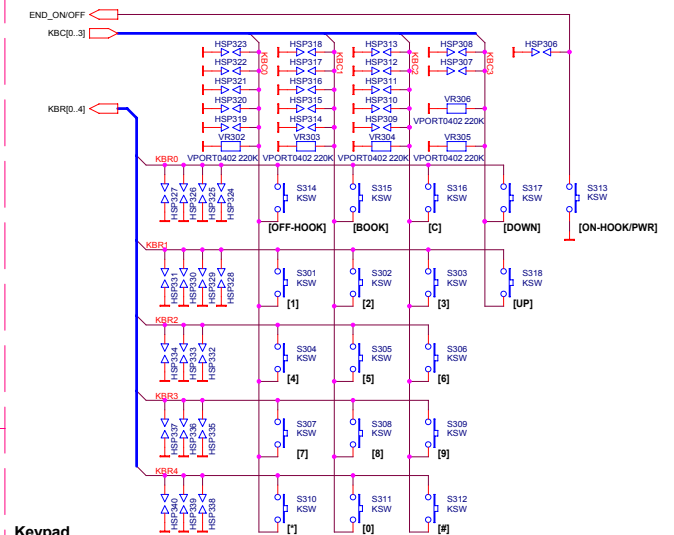 END_ON/OFF
KBC[0..3]
HSP323 HSP318 HSP313 HSP308 HSP306
HSP322 HSP317 HSP312 HSP307
HSP321 HSP316 HSP311
HSP320 HSP315 HSP310 VR306
HSP319 HSP314 HSP309 VPORT0402 220K
VR302 VR303 VR304 VR305
VPORT0402 220K VPORT0402 220K VPORT0402 220K VPORT0402 220K
KBC0 KBC1 KBC2 KBC3
KBR[0..4]
KBR0
HSP327 HSP326 HSP325 HSP324
S314 S315 S316 S317 S313
KSW KSW KSW KSW KSW
[OFF-HOOK] [BOOK] [C] [DOWN] [ON-HOOK/PWR]
KBR1
HSP331 HSP330 HSP329 HSP328
S301 S302 S303 S318
KSW KSW KSW KSW
[1] [2] [3] [UP]
KBR2
HSP334 HSP333 HSP332
S304 S305 S306
KSW KSW KSW
[4] [5] [6]
KBR3
HSP337 HSP336 HSP335
S307 S308 S309
KSW KSW KSW
[7] [8] [9]
KBR4
HSP340 HSP339 HSP338
S310 S311 S312
KSW KSW KSW
[*] [0] [#]
Keypad